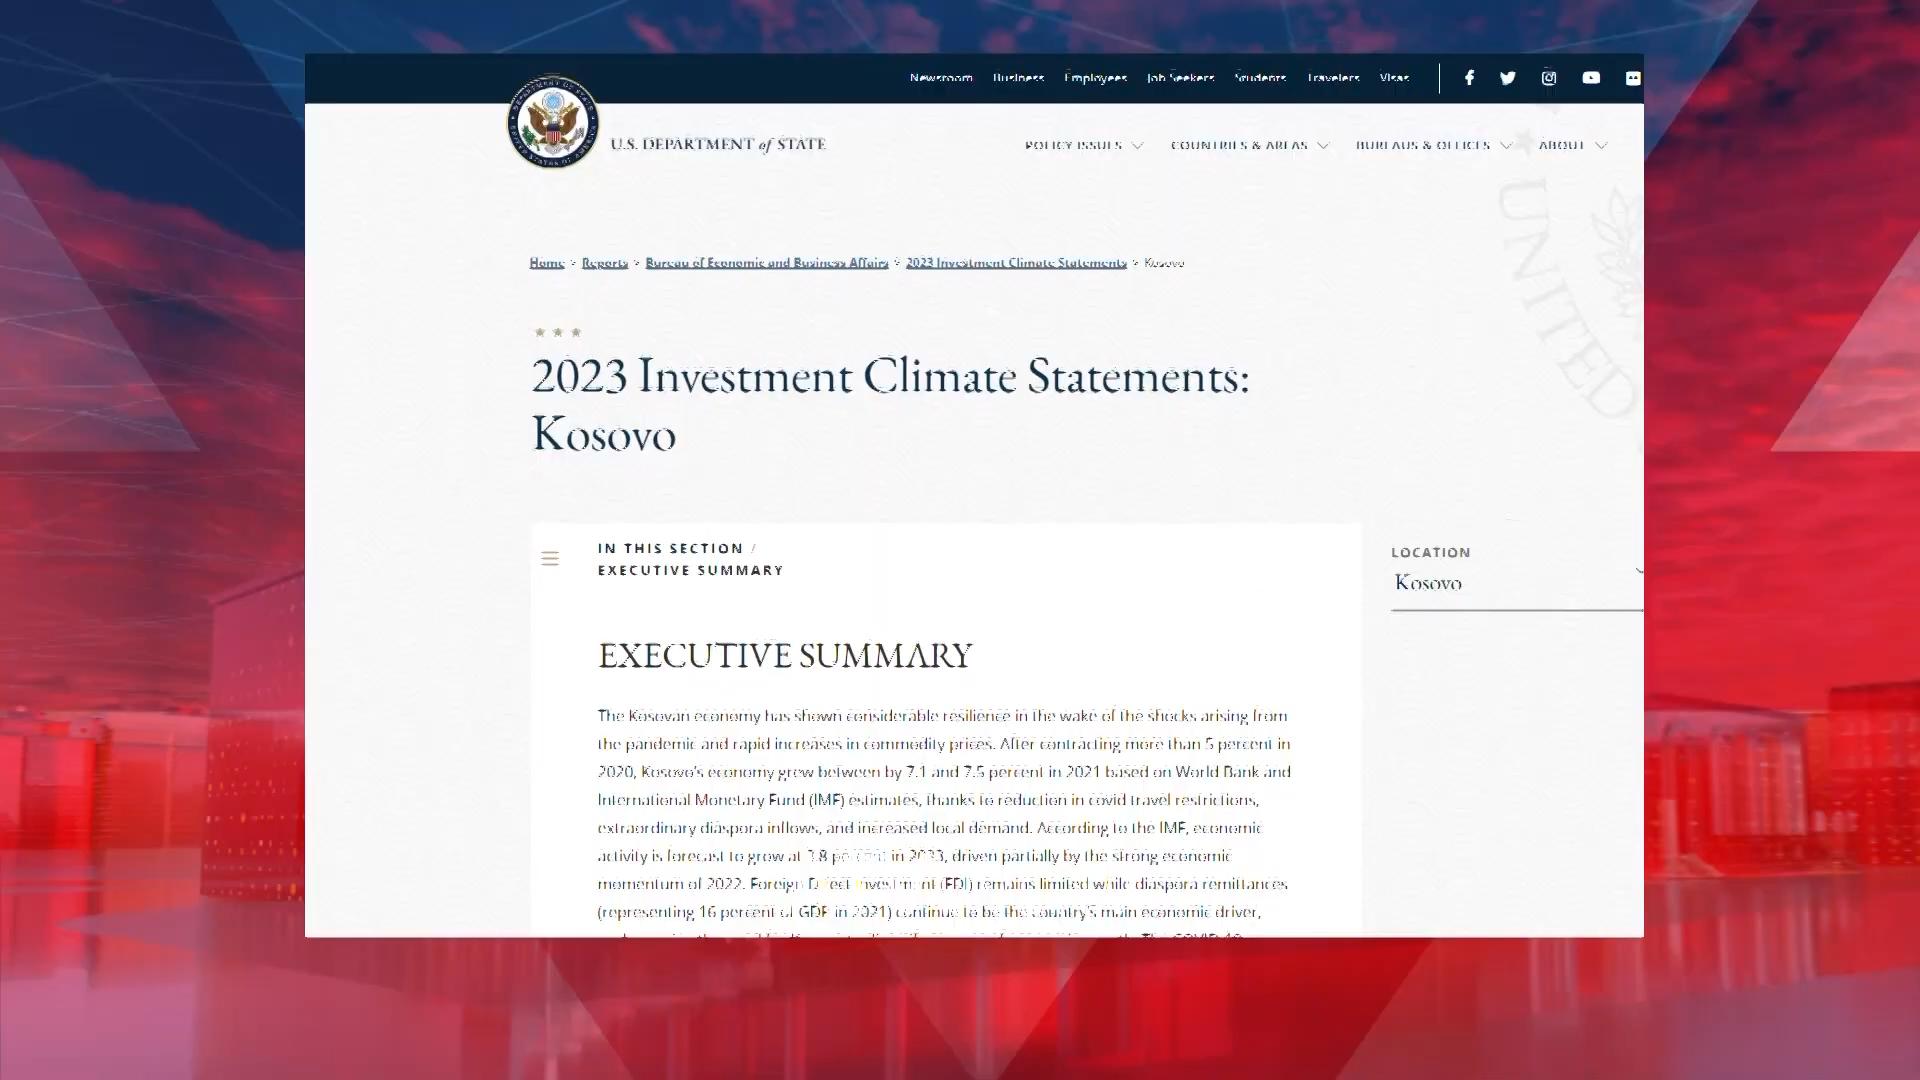 Newsroom Business Employees Job Seekers Students Travelers Visas
U.S. DEPARTMENT of STATE
POLICY ISSUES COUNTRIES & AREAS BUREAUS & OFFICES ABOUT
UNITED
Home > Reports > Bureau of Economic and Business Affairs > 2023 Investment Climate Statements > Kosovo
2023 Investment Climate Statements:
Kosovo
IN THIS SECTION /
EXECUTIVE SUMMARY
LOCATION
Kosovo
EXECUTIVE SUMMARY
The Kosovan economy has shown considerable resilience in the wake of the shocks arising from
the pandemic and rapid increases in commodity prices. After contracting more than 5 percent in
2020, Kosovo's economy grew between by 7.1 and 7.5 percent in 2021 based on World Bank and
International Monetary Fund (IMF) estimates, thanks to reduction in covid travel restrictions,
extraordinary diaspora inflows, and increased local demand. According to the IMF, economic
activity is forecast to grow at 3.8 percent in 2023, driven partially by the strong economic
momentum of 2022. Foreign Direct Investment (FDI) remains limited while diaspora remittances
(representing 16 percent of GDP in 2021) continue to be the country's main economic driver,